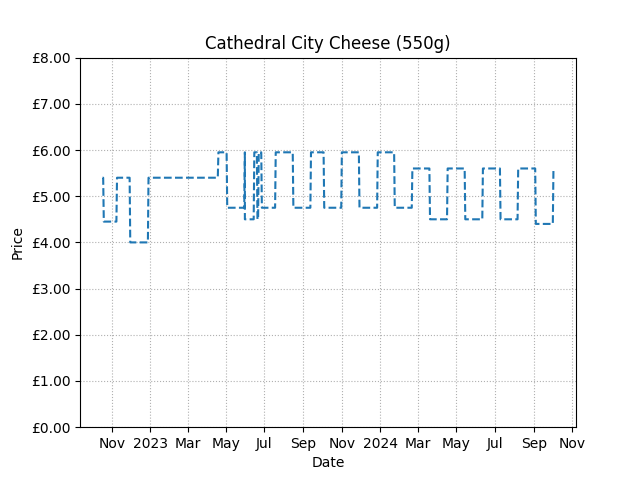 Cathedral City Cheese (550g)
£8.00
£7.00
£6.00
£5.00
£4.00
£3.00
£2.00
£1.00
£0.00
Price
Nov 2023 Mar May Jul Sep Nov 2024 Mar May Jul Sep Nov
Date